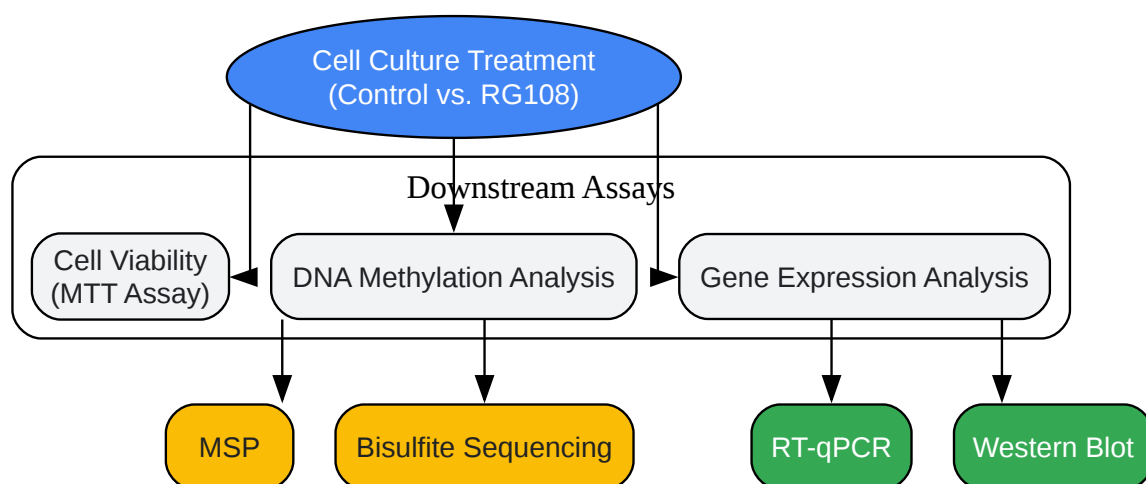 Cell Culture Treatment
(Control vs. RG108)
Downstream Assays
Cell Viability
(MTT Assay)
DNA Methylation Analysis
Gene Expression Analysis
MSP
Bisulfite Sequencing
RT-qPCR
Western Blot